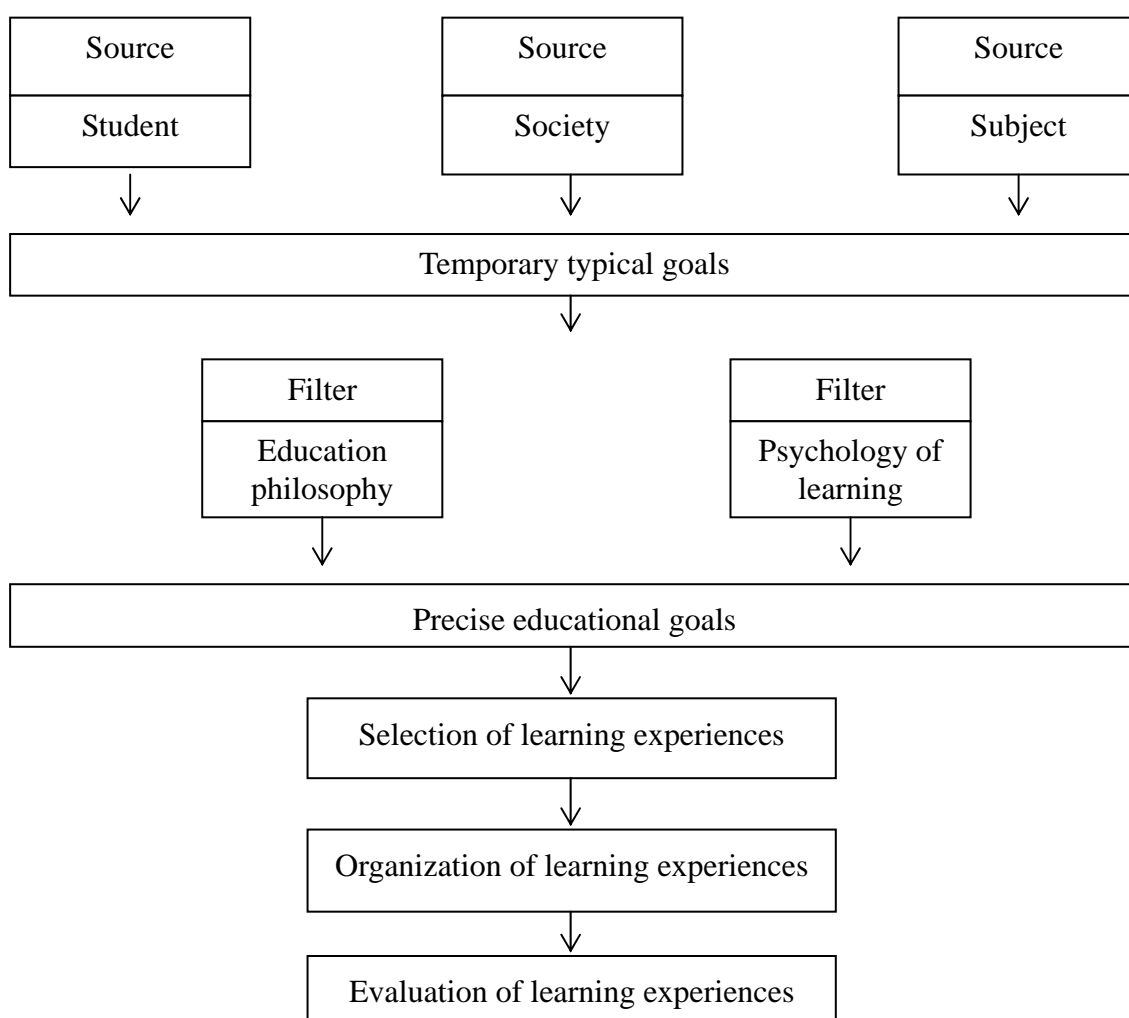 Source
Student
Source
Society
Source
Subject
Temporary typical goals
Filter
Education
philosophy
Filter
Psychology of
learning
Precise educational goals
Selection of learning experiences
Organization of learning experiences
Evaluation of learning experiences